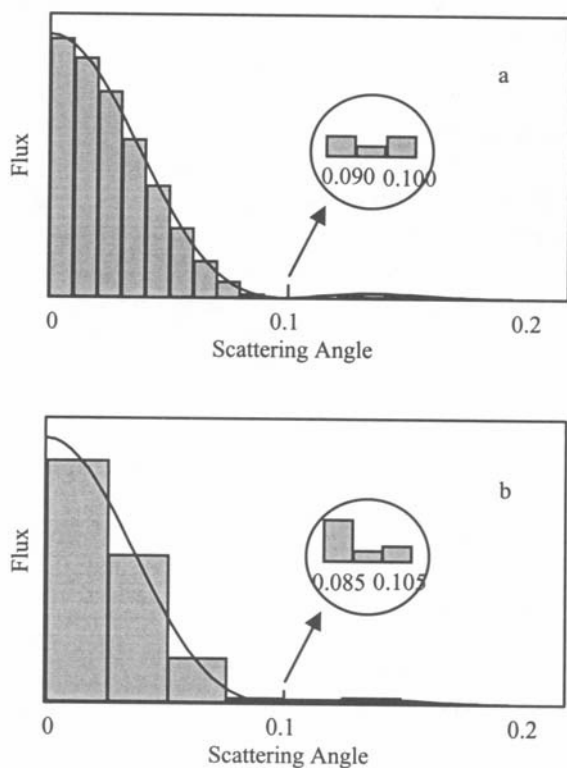 a
Flux
0.090 0.100
0 0.1 0.2
Scattering Angle
b
Flux
0.085 0.105
0 0.1 0.2
Scattering Angle